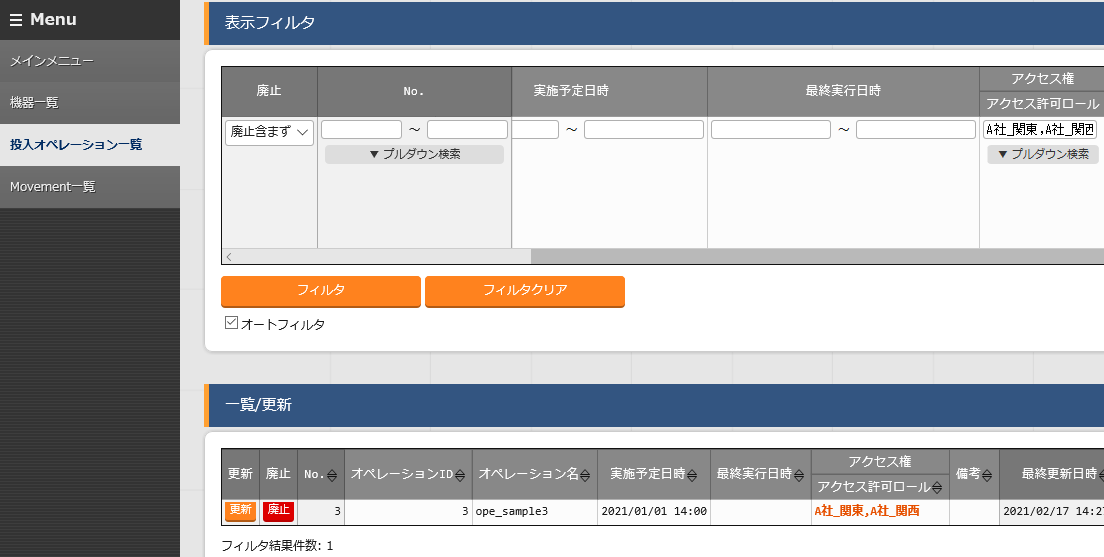 ☰ Menu
メインメニュー
機器一覧
投入オペレーション一覧
Movement一覧
表示フィルタ
廃止 No. 実施予定日時 最終実行日時 アクセス権
アクセス許可ロール
廃止含まず ～ ～ ～ A社_関東,A社_関西
▼ プルダウン検索 ▼ プルダウン検索
フィルタ フィルタクリア
オートフィルタ
一覧/更新
更新 廃止 No. オペレーションID オペレーション名 実施予定日時 最終実行日時 アクセス権 備考 最終更新日時
アクセス許可ロール
更新 廃止 3 3 ope_sample3 2021/01/01 14:00 A社_関東,A社_関西 2021/02/17 14:2
フィルタ結果件数: 1